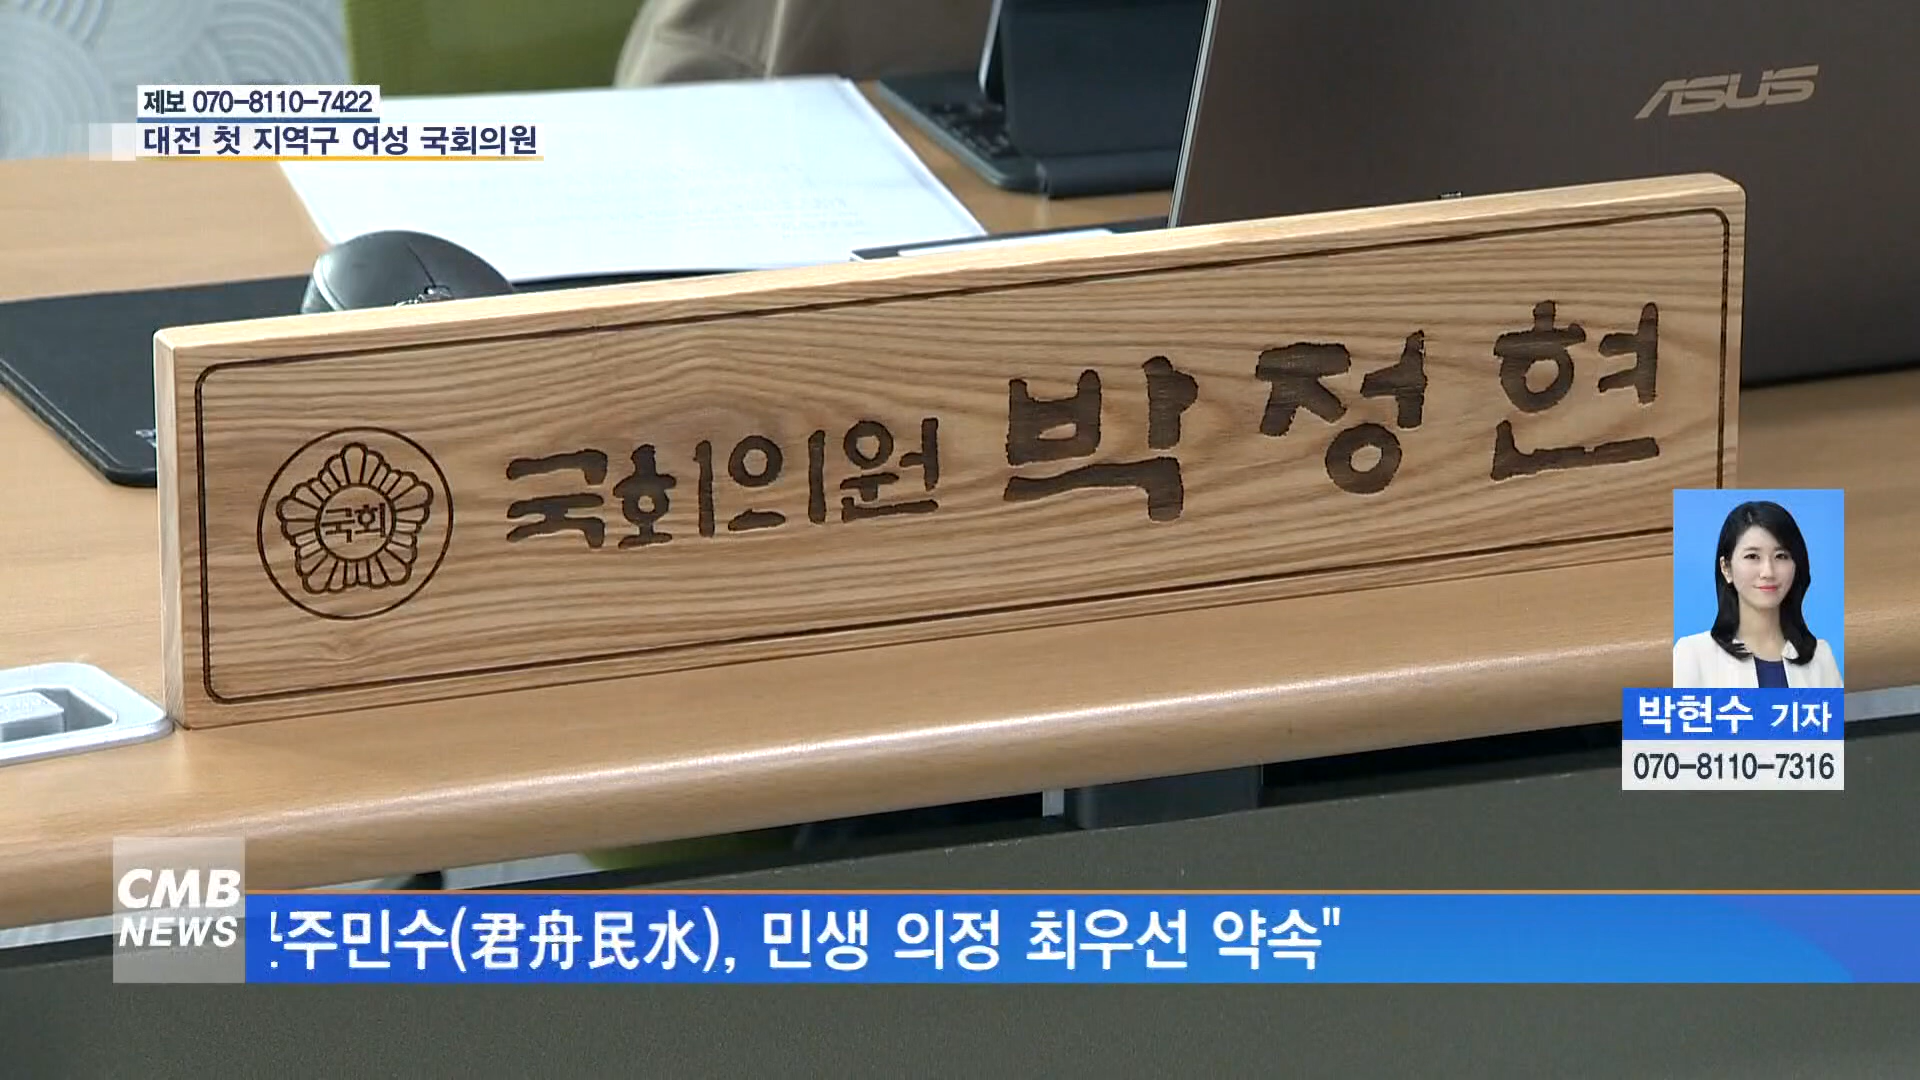 제보 070-8110-7422
대전 첫 지역구 여성 국회의원
ASUS
국회 국회의원 박정현
박현수 기자
070-8110-7316
CMB
NEWS
주민수(君舟民水), 민생 의정 최우선 약속"